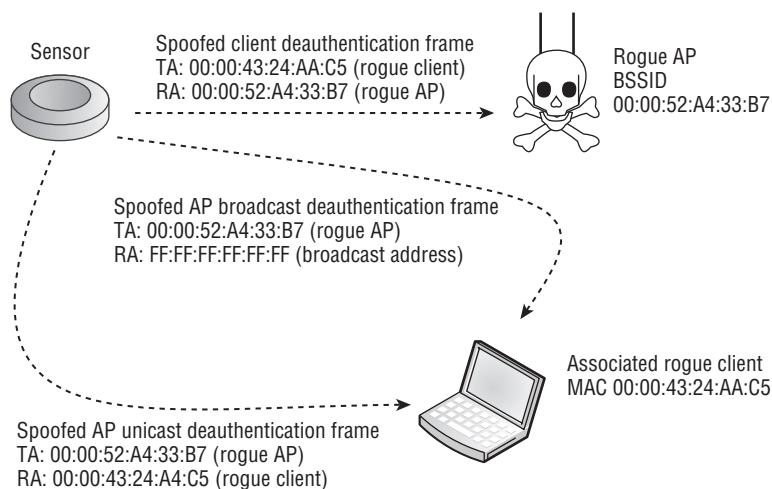 Sensor
Spoofed client deauthentication frame
TA: 00:00:43:24:AA:C5 (rogue client)
RA: 00:00:52:A4:33:B7 (rogue AP)
Rogue AP
BSSID
00:00:52:A4:33:B7
Spoofed AP broadcast deauthentication frame
TA: 00:00:52:A4:33:B7 (rogue AP)
RA: FF:FF:FF:FF:FF:FF (broadcast address)
Associated rogue client
MAC 00:00:43:24:AA:C5
Spoofed AP unicast deauthentication frame
TA: 00:00:52:A4:33:B7 (rogue AP)
RA: 00:00:43:24:A4:C5 (rogue client)